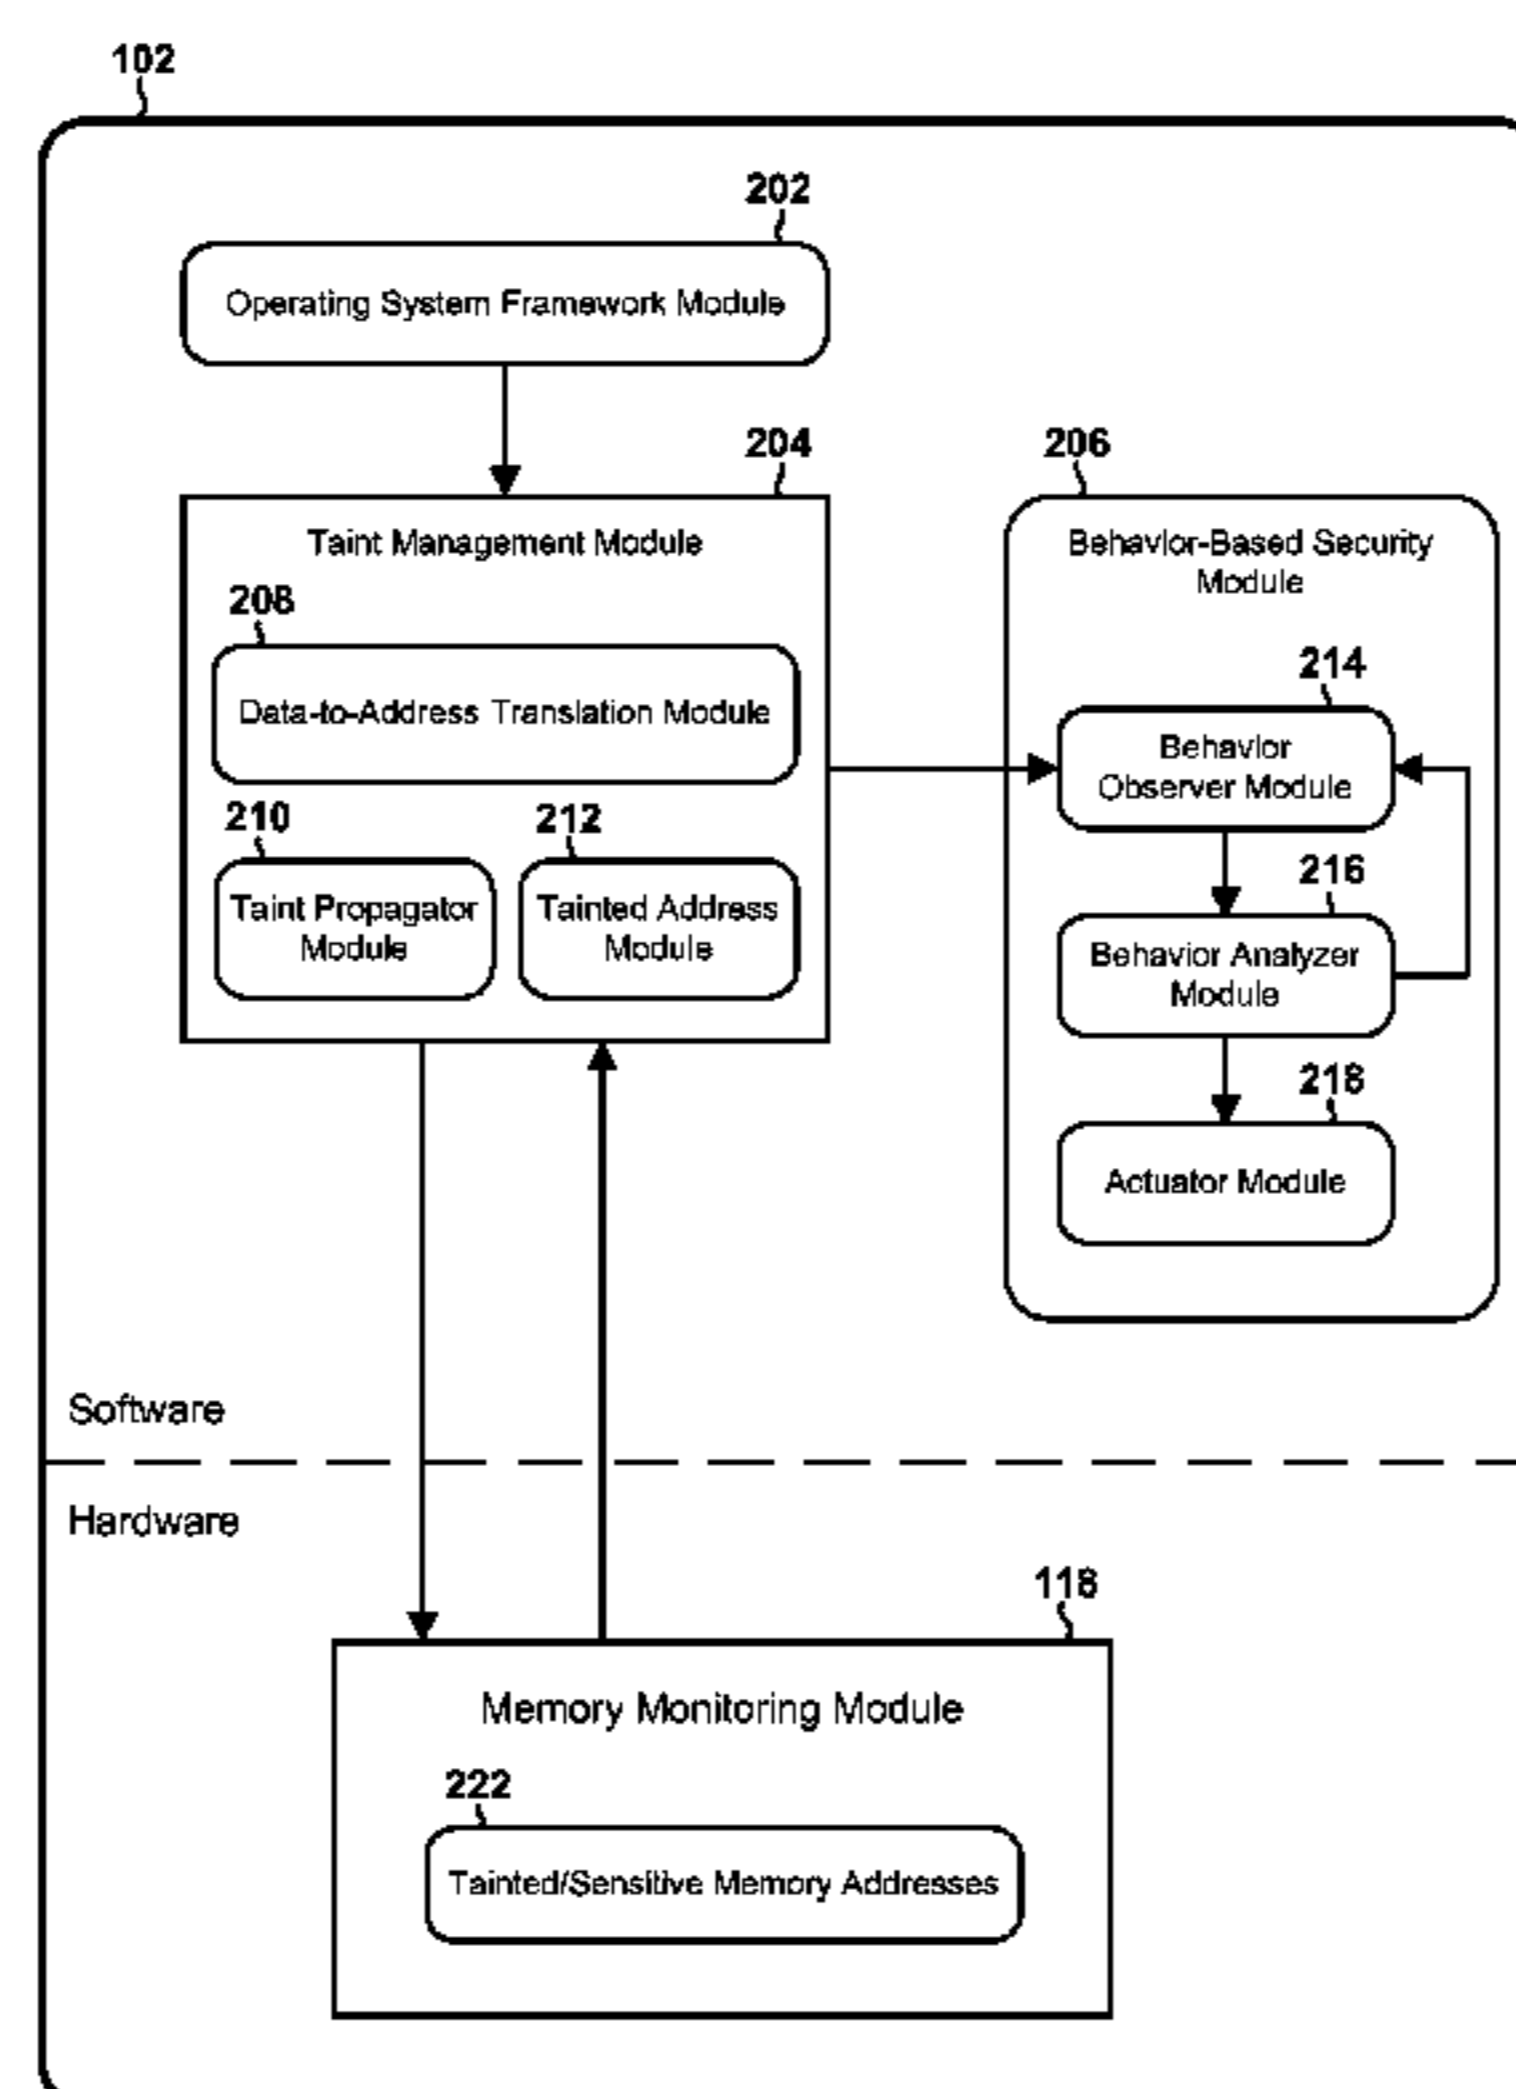 102
202
Operating System Framework Module
204
206
Taint Management Module
Behavior-Based Security
Module
208
Data-to-Address Translation Module
214
Behavior
Observer Module
210
212
Taint Propagator
Module
Tainted Address
Module
216
Behavior Analyzer
Module
218
Actuator Module
Software
Hardware
118
Memory Monitoring Module
222
Tainted/Sensitive Memory Addresses